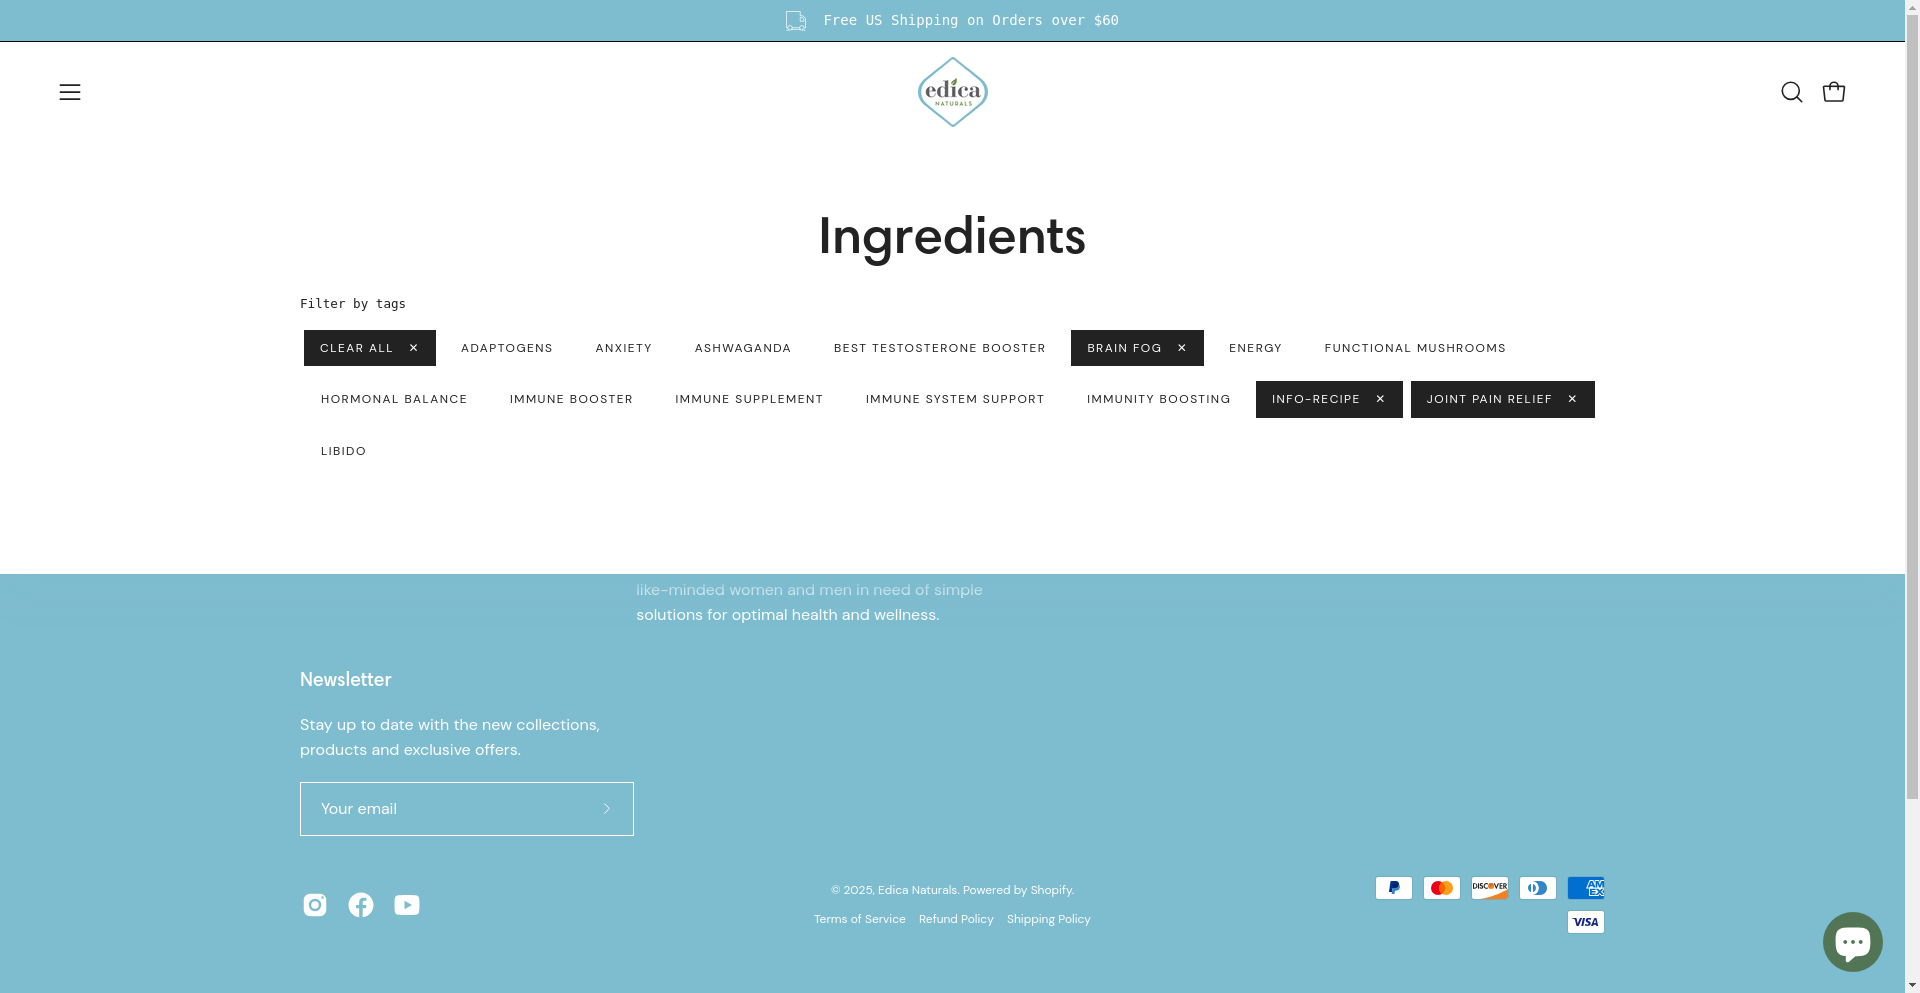 Free US Shipping on Orders over $60
edica
NATURALS
Ingredients
Filter by tags
CLEAR ALL ✕ ADAPTOGENS ANXIETY ASHWAGANDA BEST TESTOSTERONE BOOSTER BRAIN FOG ✕ ENERGY FUNCTIONAL MUSHROOMS
HORMONAL BALANCE IMMUNE BOOSTER IMMUNE SUPPLEMENT IMMUNE SYSTEM SUPPORT IMMUNITY BOOSTING INFO-RECIPE ✕ JOINT PAIN RELIEF ✕
LIBIDO
like-minded women and men in need of simple
solutions for optimal health and wellness.
Newsletter
Stay up to date with the new collections,
products and exclusive offers.
Your email
© 2025, Edica Naturals. Powered by Shopify.
Terms of Service Refund Policy Shipping Policy
DISCOVER
AM
EX
VISA